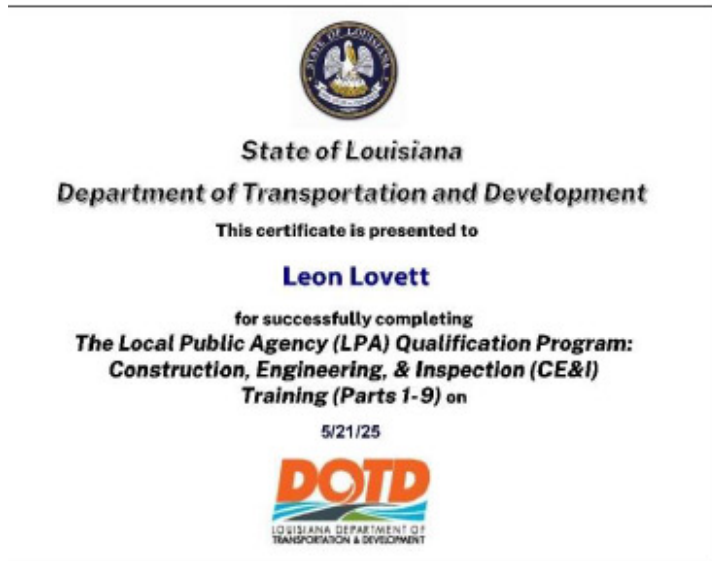 STATE OF LOUISIANA
State of Louisiana
Department of Transportation and Development
This certificate is presented to
Leon Lovett
for successfully completing
The Local Public Agency (LPA) Qualification Program:
Construction, Engineering, & Inspection (CE&I)
Training (Parts 1-9) on
5/21/25
DOTD
LOUISIANA DEPARTMENT OF
TRANSPORTATION & DEVELOPMENT